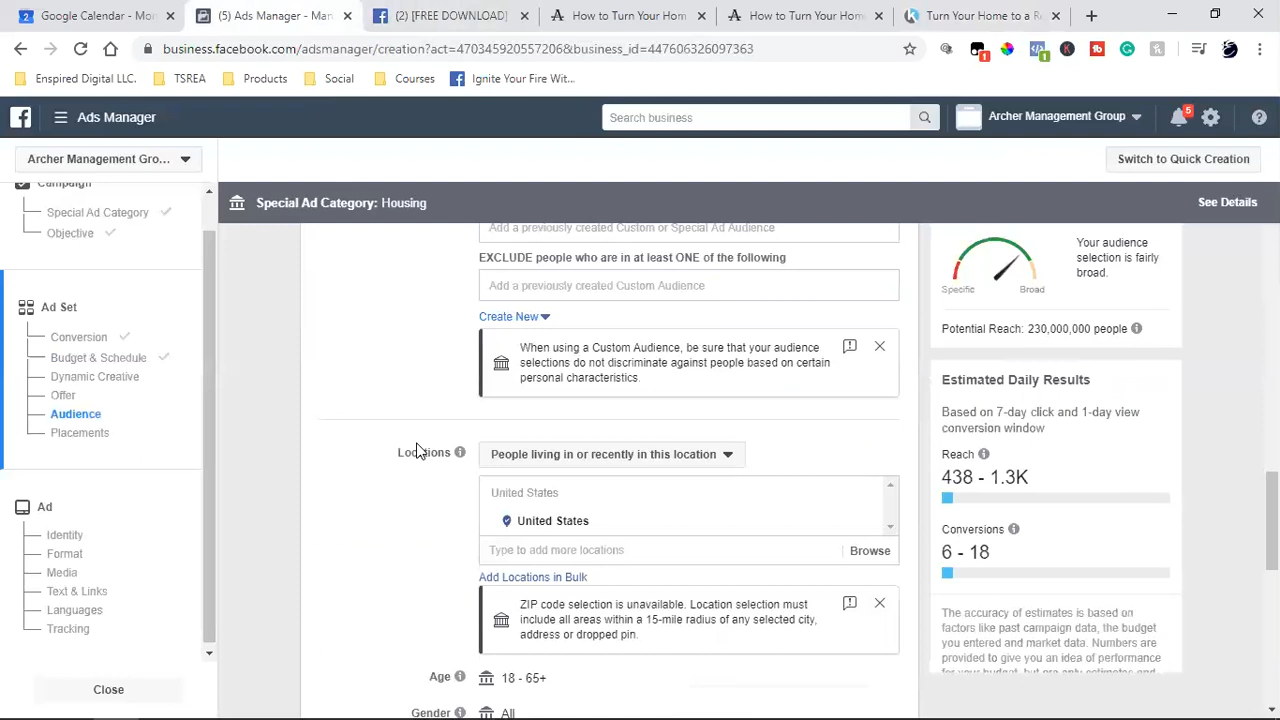 Google Calendar - Mo
(5) Ads Manager - Man
(2) [FREE DOWNLOAD]
How to Turn Your Home
How to Turn Your Home
Turn Your Home to a R
business.facebook.com/adsmanager/creation?act=470345920557206&business_id=447606326097363
Enspired Digital LLC.
TSREA
Products
Social
Courses
Ignite Your Fire Wit...
Ads Manager
Search business
Archer Management Group
5
Archer Management Gro...
Switch to Quick Creation
Campaign
Special Ad Category
Objective
Ad Set
Conversion
Budget & Schedule
Dynamic Creative
Offer
Audience
Placements
Ad
Identity
Format
Media
Text & Links
Languages
Tracking
Close
Special Ad Category: Housing
See Details
Add a previously created Custom or Special Ad Audience
EXCLUDE people who are in at least ONE of the following
Add a previously created Custom Audience
Create New
When using a Custom Audience, be sure that your audience
selections do not discriminate against people based on certain
personal characteristics.
Locations
People living in or recently in this location
United States
United States
Type to add more locations
Browse
Add Locations in Bulk
ZIP code selection is unavailable. Location selection must
include all areas within a 15-mile radius of any selected city,
address or dropped pin.
Age
18 - 65+
Gender
All
Specific
Broad
Your audience
selection is fairly
broad.
Potential Reach: 230,000,000 people
Estimated Daily Results
Based on 7-day click and 1-day view
conversion window
Reach
438 - 1.3K
Conversions
6 - 18
The accuracy of estimates is based on
factors like past campaign data, the budget
you entered and market data. Numbers are
provided to give you an idea of performance
for your budget, but are only estimates and